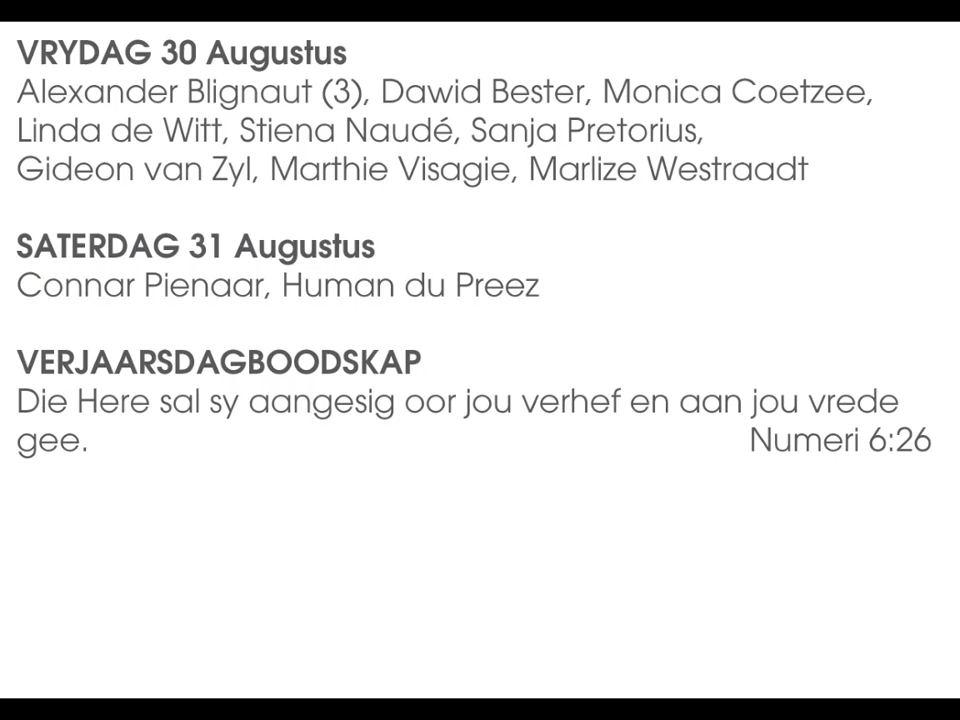 VRYDAG 30 Augustus
Alexander Blignaut (3), Dawid Bester, Monica Coetzee,
Linda de Witt, Stiena Naudé, Sanja Pretorius,
Gideon van Zyl, Marthie Visagie, Marlize Westraadt
SATERDAG 31 Augustus
Connar Pienaar, Human du Preez
VERJAARSDAGBOODSKAP
Die Here sal sy aangesig oor jou verhef en aan jou vrede
gee. Numeri 6:26